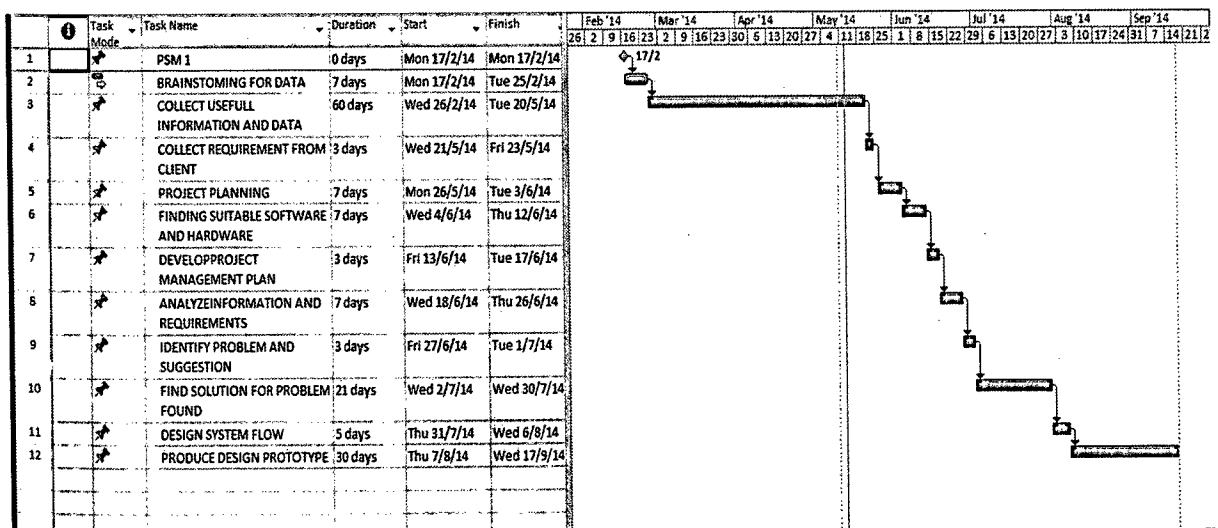 Task Mode Task Name Duration Start Finish
Feb '14 Mar '14 Apr '14 May '14 Jun '14 Jul '14 Aug '14 Sep '14
26 2 9 16 23 2 9 16 23 30 6 13 20 27 4 11 18 25 1 8 15 22 29 6 13 20 27 3 10 17 24 31 7 14 21 2
1 PSM 1 0 days Mon 17/2/14 Mon 17/2/14 17/2
2 BRAINSTOMING FOR DATA 7 days Mon 17/2/14 Tue 25/2/14
3 COLLECT USEFULL 60 days Wed 26/2/14 Tue 20/5/14
INFORMATION AND DATA
4 COLLECT REQUIREMENT FROM 3 days Wed 21/5/14 Fri 23/5/14
CLIENT
5 PROJECT PLANNING 7 days Mon 26/5/14 Tue 3/6/14
6 FINDING SUITABLE SOFTWARE 7 days Wed 4/6/14 Thu 12/6/14
AND HARDWARE
7 DEVELOPPROJECT 3 days Fri 13/6/14 Tue 17/6/14
MANAGEMENT PLAN
8 ANALYZEINFORMATION AND 7 days Wed 18/6/14 Thu 26/6/14
REQUIREMENTS
9 IDENTIFY PROBLEM AND 3 days Fri 27/6/14 Tue 1/7/14
SUGGESTION
10 FIND SOLUTION FOR PROBLEM 21 days Wed 2/7/14 Wed 30/7/14
FOUND
11 DESIGN SYSTEM FLOW 5 days Thu 31/7/14 Wed 6/8/14
12 PRODUCE DESIGN PROTOTYPE 30 days Thu 7/8/14 Wed 17/9/14